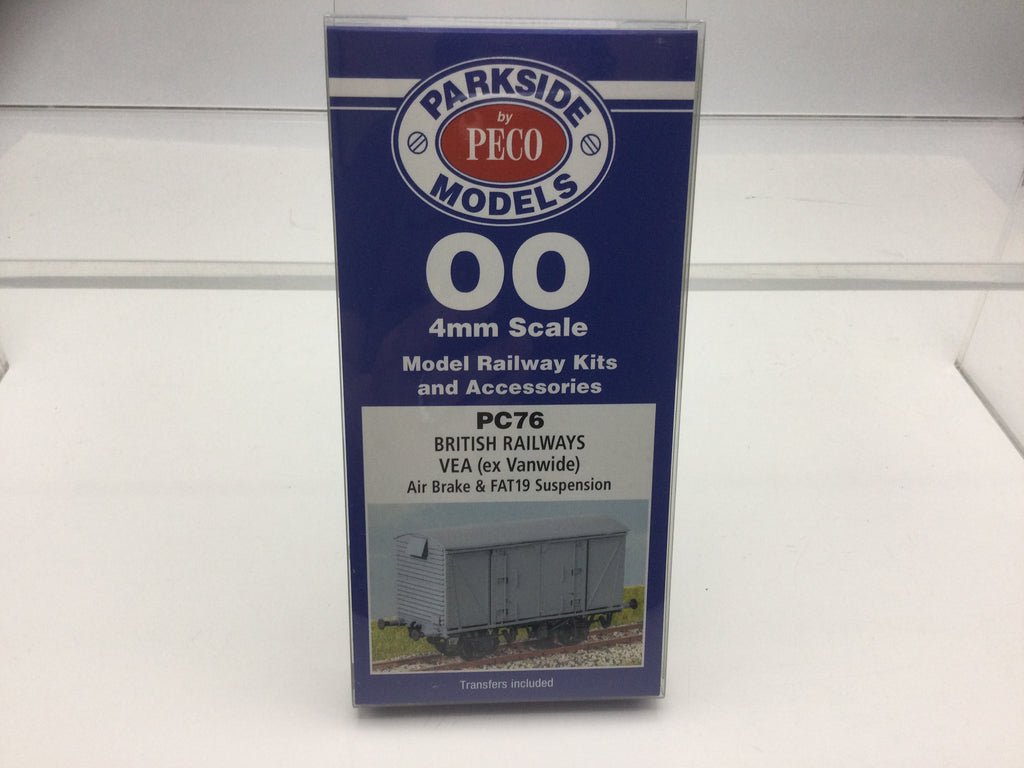 PARKSIDE
by
PECO
MODELS
OO
4mm Scale
Model Railway Kits
and Accessories
PC76
BRITISH RAILWAYS
VEA (ex Vanwide)
Air Brake & FAT19 Suspension
Transfers included